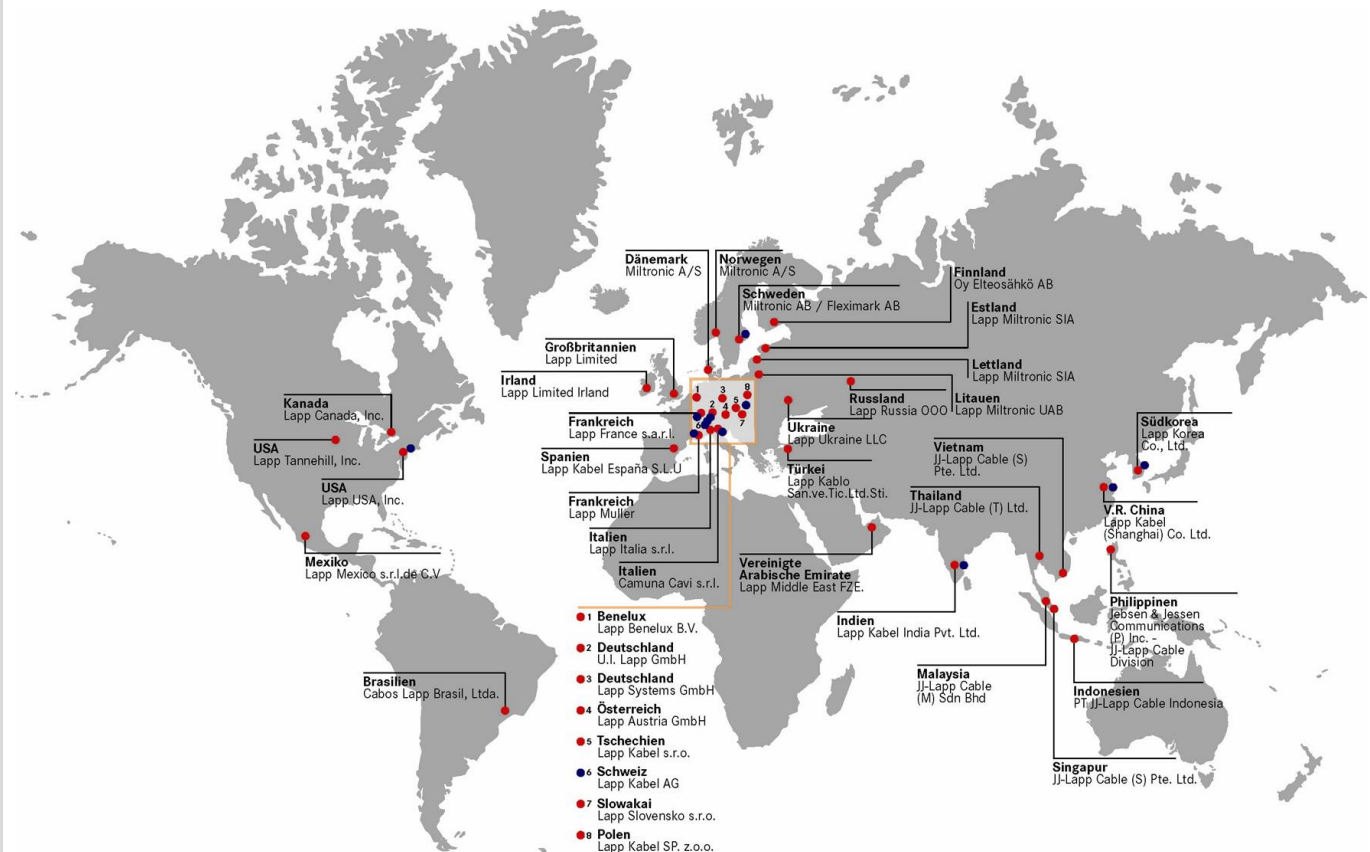 Dänemark
Miltronic A/S
Norwegen
Miltronic A/S
Schweden
Miltronic AB / Fleximark AB
Finnland
Oy Elteosähkö AB
Estland
Lapp Miltronic SIA
Großbritannien
Lapp Limited
Irland
Lapp Limited Irland
Lettland
Lapp Miltronic SIA
Russland
Lapp Russia OOO
Litauen
Lapp Miltronic UAB
Kanada
Lapp Canada, Inc.
USA
Lapp Tannehill, Inc.
USA
Lapp USA, Inc.
Mexiko
Lapp Mexico s.r.l.de C.V
Brasilien
Cabos Lapp Brasil, Ltda.
Frankreich
Lapp France s.a.r.l.
Spanien
Lapp Kabel España S.L.U
Frankreich
Lapp Muller
Italien
Lapp Italia s.r.l.
Italien
Camuna Cavi s.r.l.
1
3
8
2
4
5
7
6
Ukraine
Lapp Ukraine LLC
Türkei
Lapp Kablo
San.ve.Tic.Ltd.Sti.
Vereinigte
Arabische Emirate
Lapp Middle East FZE.
Indien
Lapp Kabel India Pvt. Ltd.
Vietnam
JJ-Lapp Cable (S)
Pte. Ltd.
Thailand
JJ-Lapp Cable (T) Ltd.
Südkorea
Lapp Korea
Co., Ltd.
V.R. China
Lapp Kabel
(Shanghai) Co. Ltd.
Philippinen
Jebsen & Jessen
Communications
(P) Inc. -
JJ-Lapp Cable
Division
Malaysia
JJ-Lapp Cable
(M) Sdn Bhd
Indonesien
PT JJ-Lapp Cable Indonesia
Singapur
JJ-Lapp Cable (S) Pte. Ltd.
1 Benelux
Lapp Benelux B.V.
2 Deutschland
U.I. Lapp GmbH
3 Deutschland
Lapp Systems GmbH
4 Österreich
Lapp Austria GmbH
5 Tschechien
Lapp Kabel s.r.o.
6 Schweiz
Lapp Kabel AG
7 Slowakai
Lapp Slovensko s.r.o.
8 Polen
Lapp Kabel SP. z.o.o.